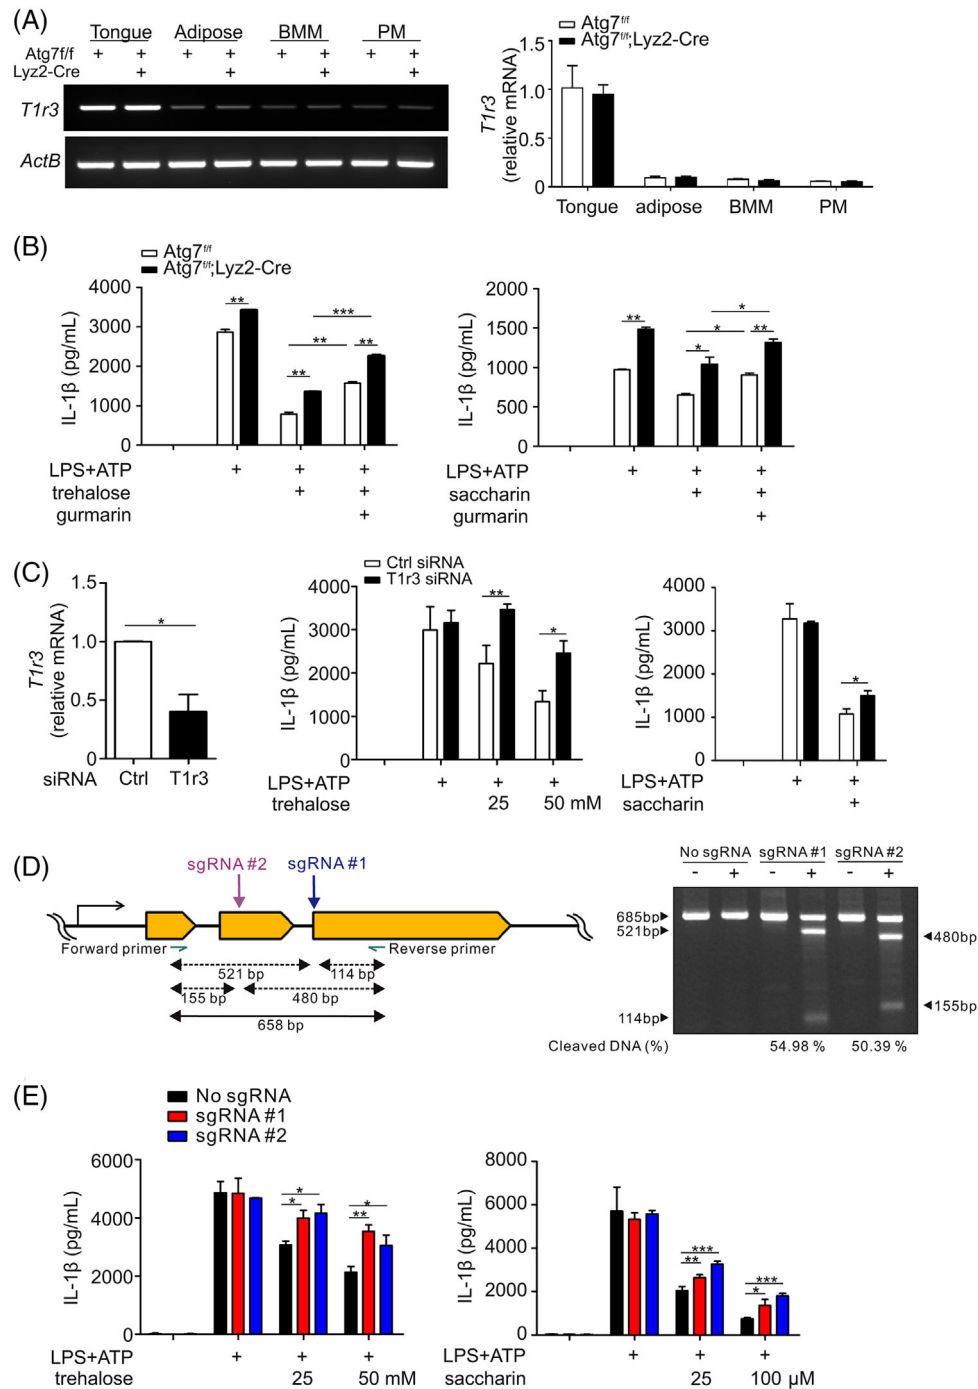 (A)
Tongue Adipose BMM PM
Atg7f/f + + + + + + + +
Lyz2-Cre + + + +
T1r3
ActB
Atg7f/f
Atg7f/f;Lyz2-Cre
T1r3
(relative mRNA)
1.5
1.0
0.5
0
Tongue adipose BMM PM
(B)
Atg7f/f
Atg7f/f;Lyz2-Cre
IL-1β (pg/mL)
4000
3000
2000
1000
0
** ** ** *** **
LPS+ATP + + +
trehalose + +
gurmarin +
IL-1β (pg/mL)
2000
1500
1000
500
0
** * * * **
LPS+ATP + + +
saccharin + +
gurmarin +
(C)
T1r3
(relative mRNA)
1.5
1.0
0.5
0
*
siRNA Ctrl T1r3
Ctrl siRNA
T1r3 siRNA
IL-1β (pg/mL)
4000
3000
2000
1000
0
** *
LPS+ATP + + +
trehalose 25 50 mM
IL-1β (pg/mL)
4000
3000
2000
1000
0
*
LPS+ATP + +
saccharin +
(D)
sgRNA #2 sgRNA #1
Forward primer Reverse primer
521 bp 114 bp
155 bp 480 bp
658 bp
No sgRNA sgRNA #1 sgRNA #2
- + - + - +
685bp
521bp
114bp
480bp
155bp
Cleaved DNA (%) 54.98 % 50.39 %
(E)
No sgRNA
sgRNA #1
sgRNA #2
IL-1β (pg/mL)
6000
4000
2000
0
* * * **
LPS+ATP + + +
trehalose 25 50 mM
IL-1β (pg/mL)
8000
6000
4000
2000
0
*** ** *** *
LPS+ATP + + +
saccharin 25 100 μM